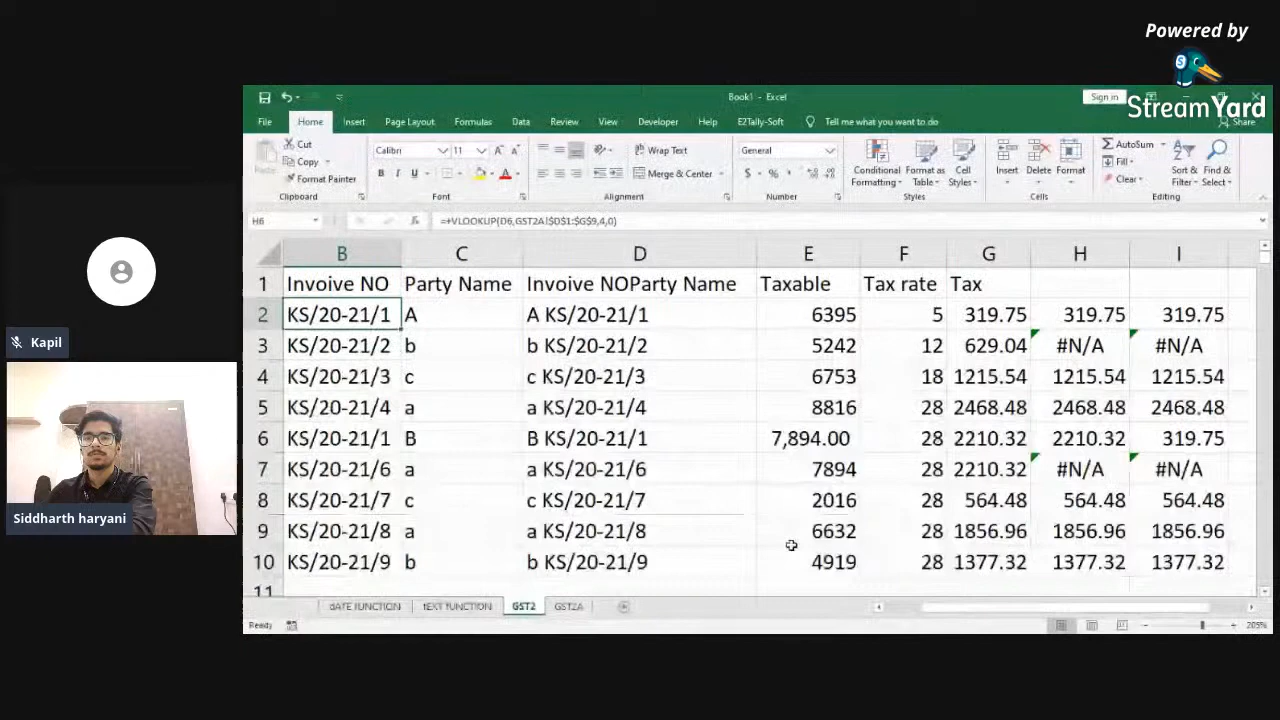 Powered by
StreamYard
Book1 - Excel
Sign in
File Home Insert Page Layout Formulas Data Review View Developer Help E2Tally-Soft Tell me what you want to do Share
Paste
Cut
Copy
Format Painter
Clipboard
Calibri 11
B I U
Font
Wrap Text
Merge & Center
Alignment
General
Number
Conditional Formatting
Format as Table
Cell Styles
Styles
Insert Delete Format
Cells
AutoSum
Fill
Clear
Sort & Filter
Find & Select
Editing
H6 =+VLOOKUP(D6,GST2A!$D$1:$G$9,4,0)
B C D E F G H I
1 Invoive NO Party Name Invoive NOParty Name Taxable Tax rate Tax
2 KS/20-21/1 A A KS/20-21/1 6395 5 319.75 319.75 319.75
3 KS/20-21/2 b b KS/20-21/2 5242 12 629.04 #N/A #N/A
4 KS/20-21/3 c c KS/20-21/3 6753 18 1215.54 1215.54 1215.54
5 KS/20-21/4 a a KS/20-21/4 8816 28 2468.48 2468.48 2468.48
6 KS/20-21/1 B B KS/20-21/1 7,894.00 28 2210.32 2210.32 319.75
7 KS/20-21/6 a a KS/20-21/6 7894 28 2210.32 #N/A #N/A
8 KS/20-21/7 c c KS/20-21/7 2016 28 564.48 564.48 564.48
9 KS/20-21/8 a a KS/20-21/8 6632 28 1856.96 1856.96 1856.96
10 KS/20-21/9 b b KS/20-21/9 4919 28 1377.32 1377.32 1377.32
11
dATE FUNCTION tEXT FUNCTION GST2 GST2A
Ready 205%
Kapil
Siddharth haryani